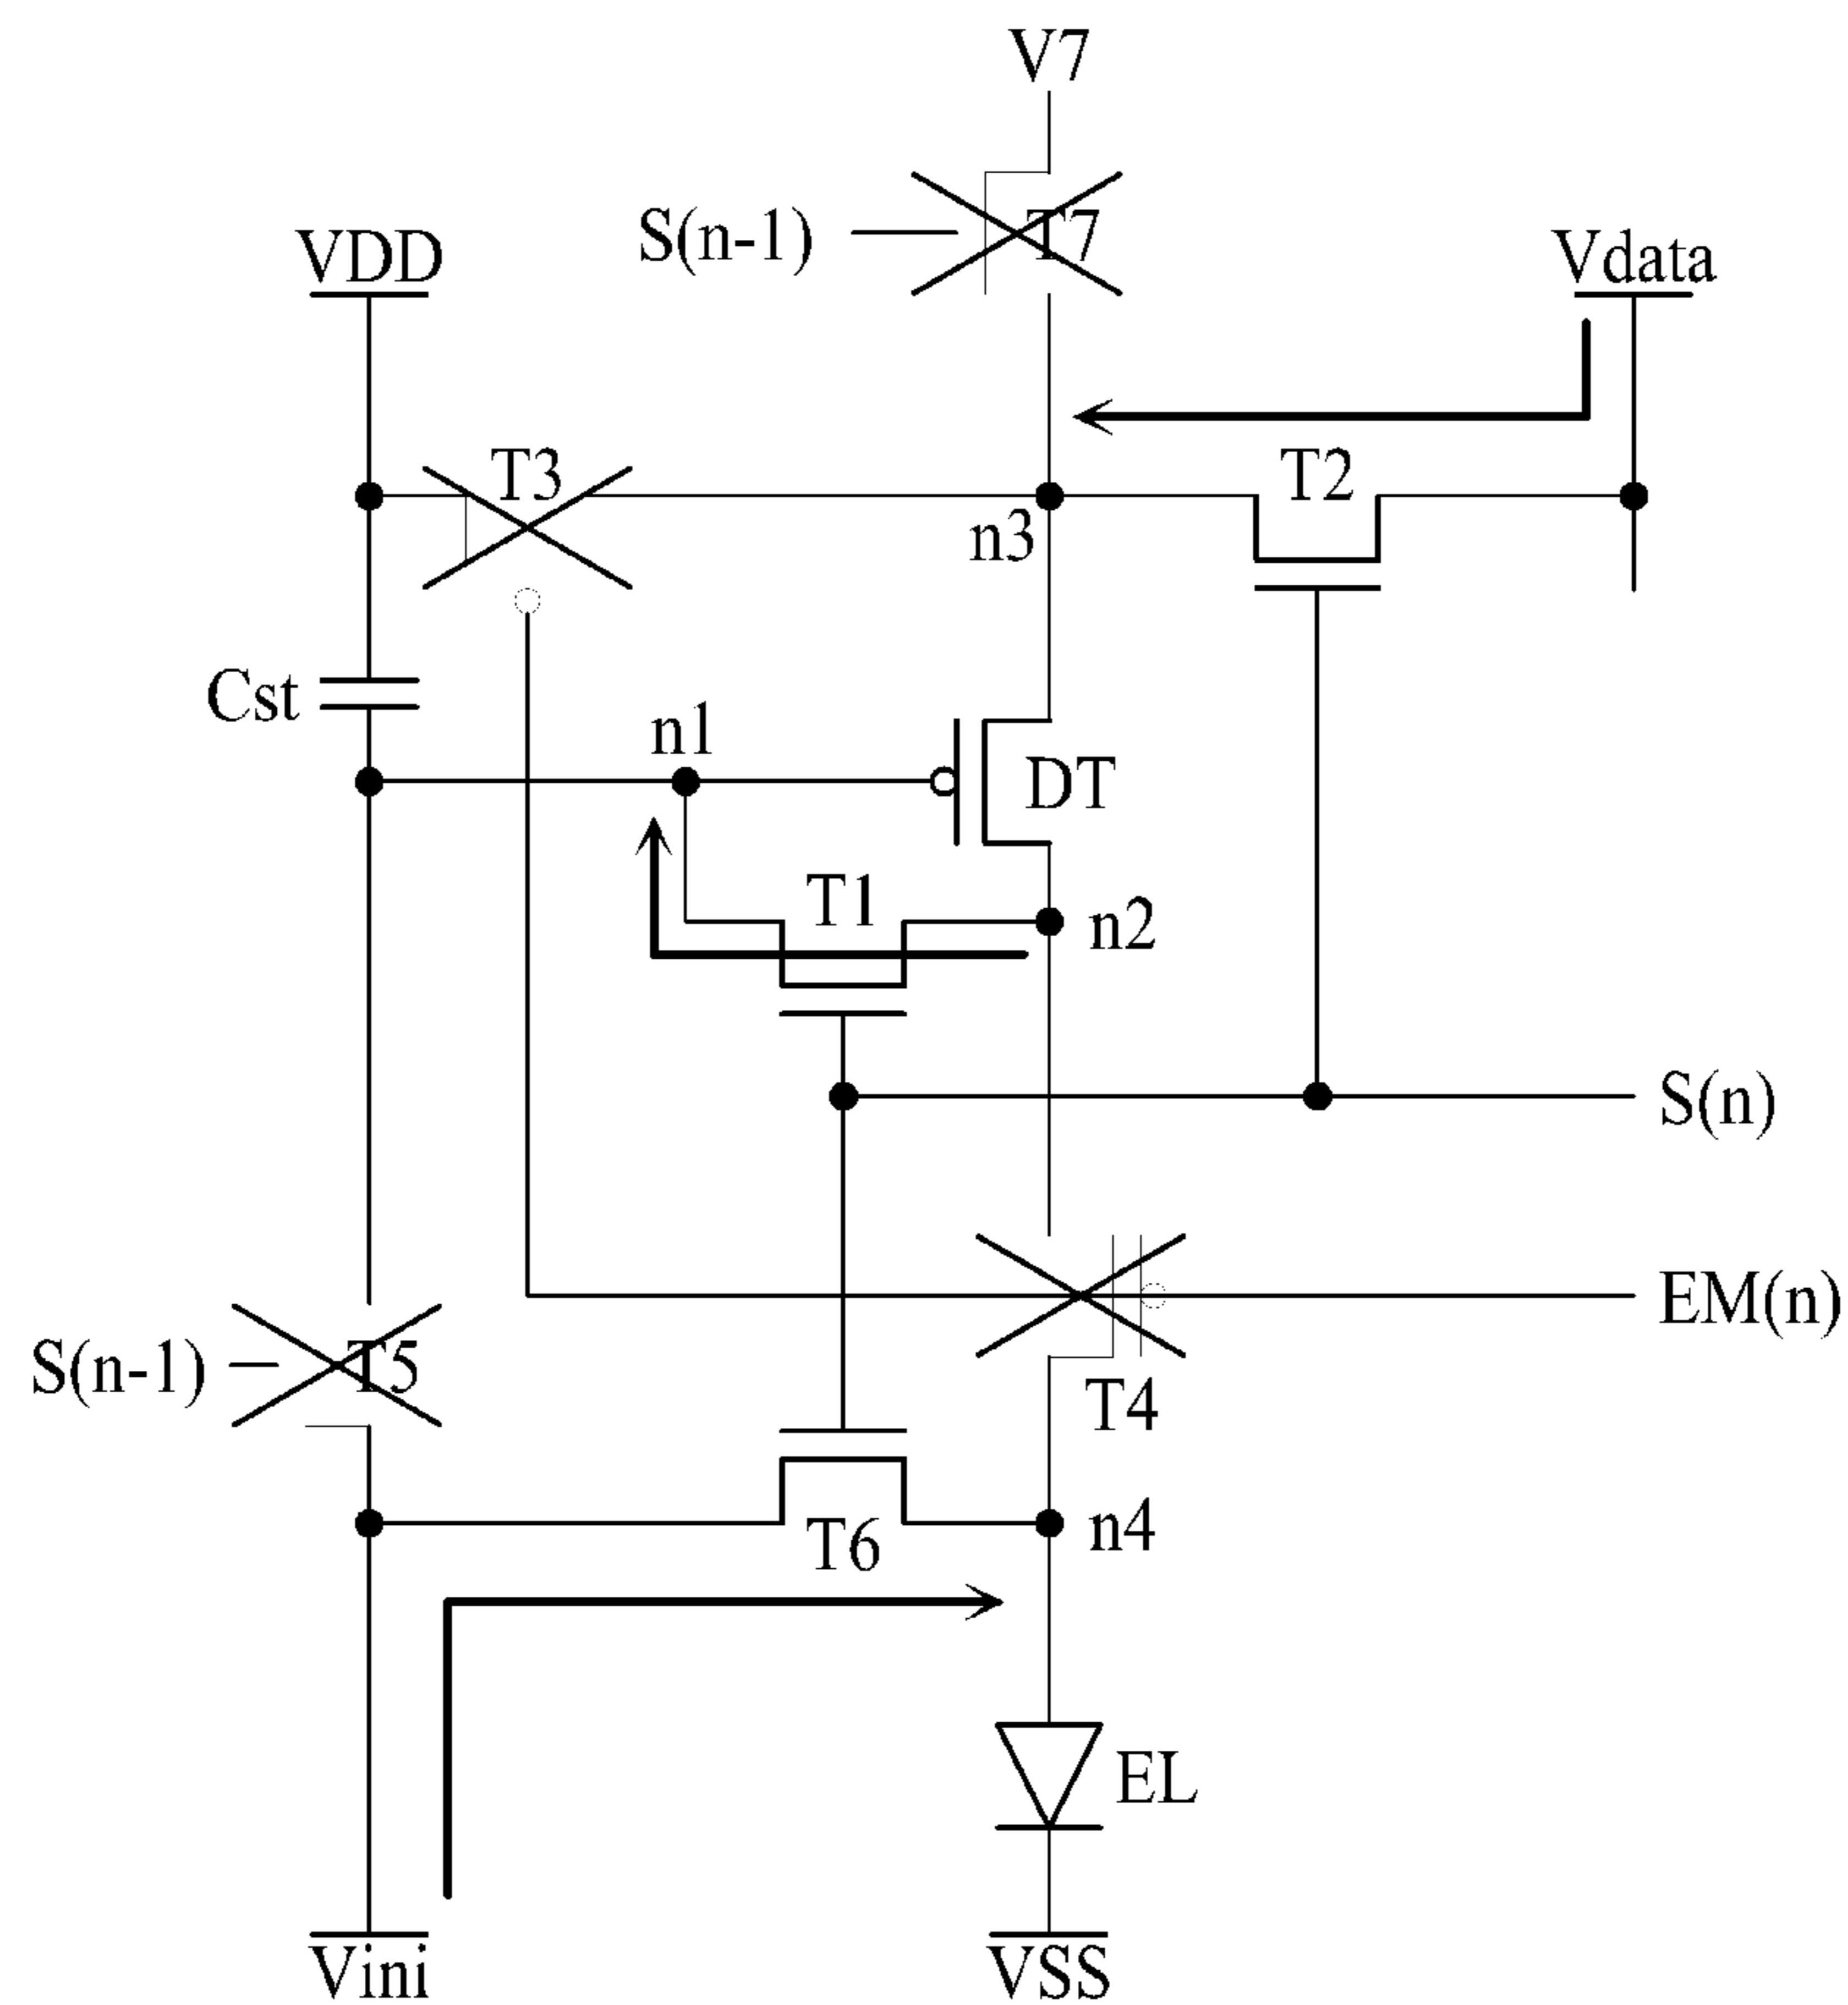 V7
S(n-1)
T7
VDD
Vdata
T3
T2
n3
Cst
n1
DT
T1
n2
S(n)
EM(n)
S(n-1)
T5
T4
T6
n4
EL
Vini
VSS